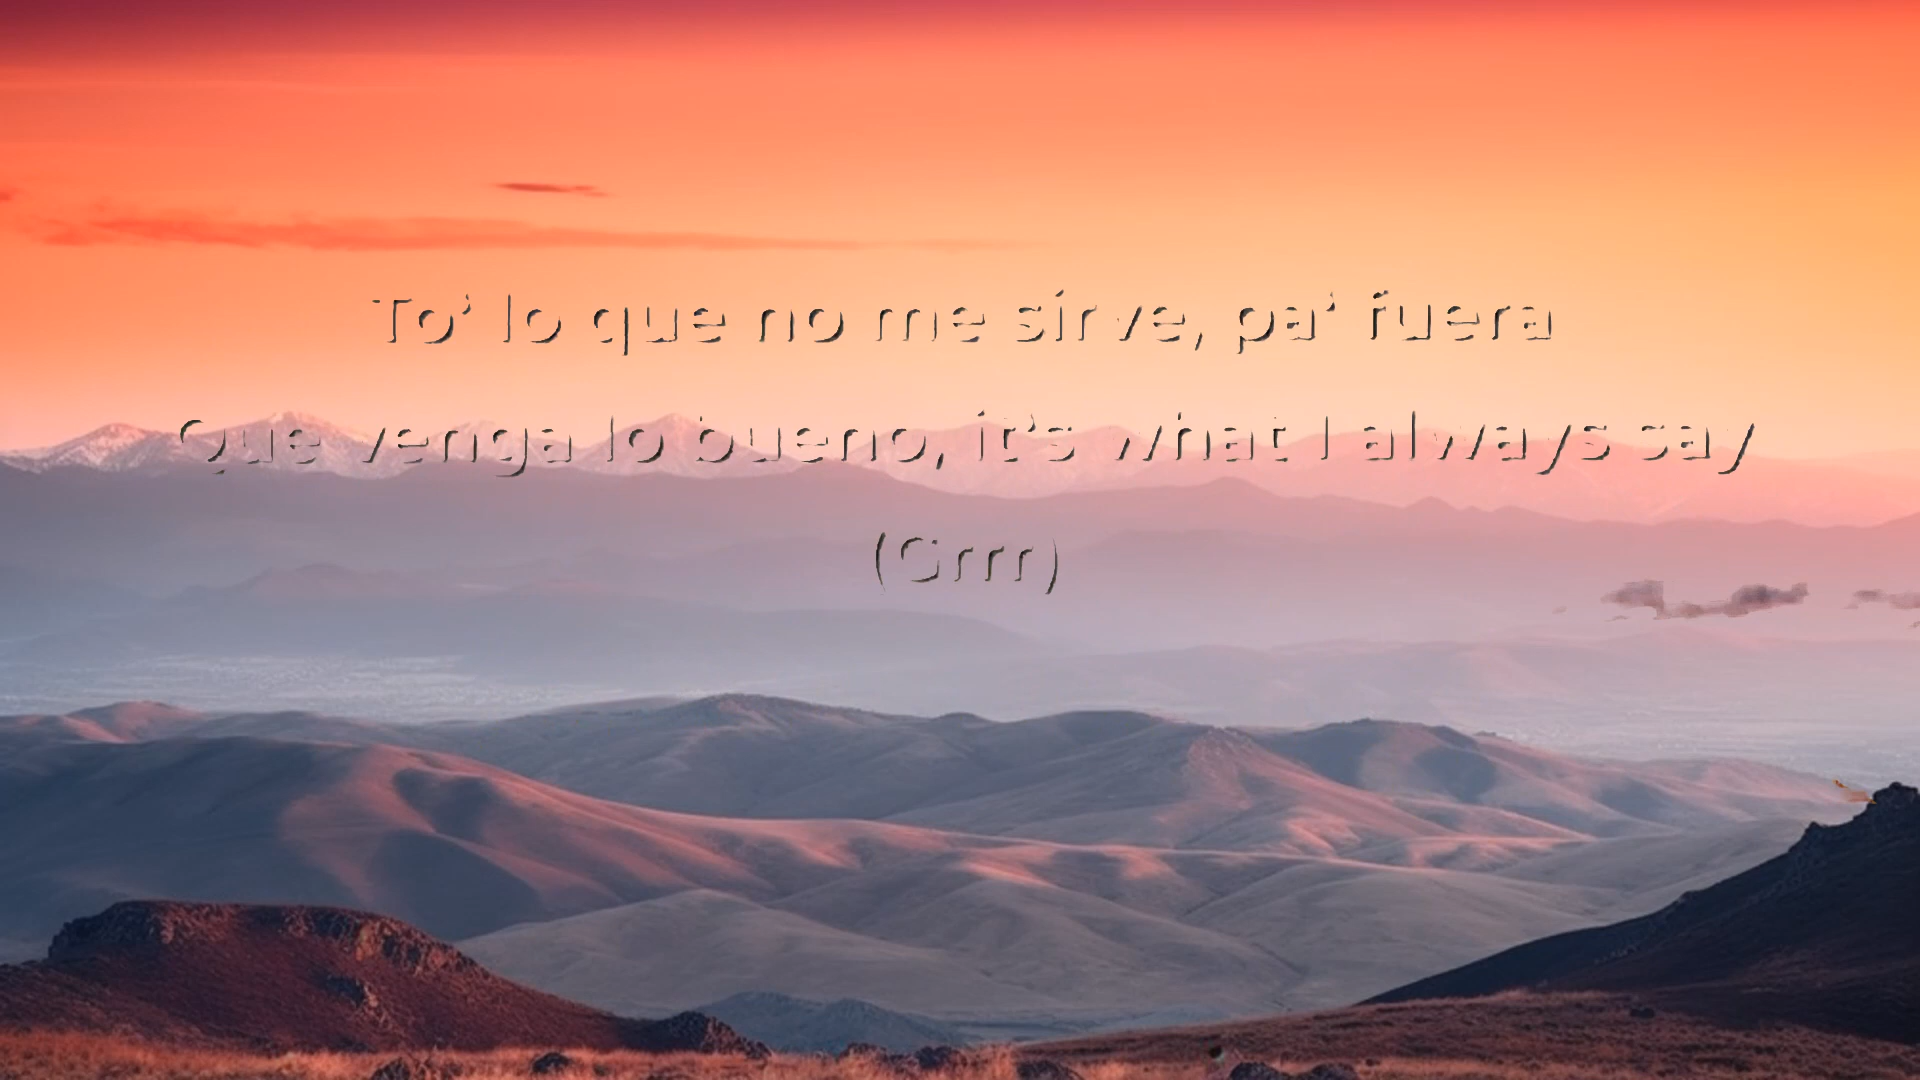 To' lo que no me sirve, pa' fuera
Que venga lo bueno, it's what I always say
(Grrr)